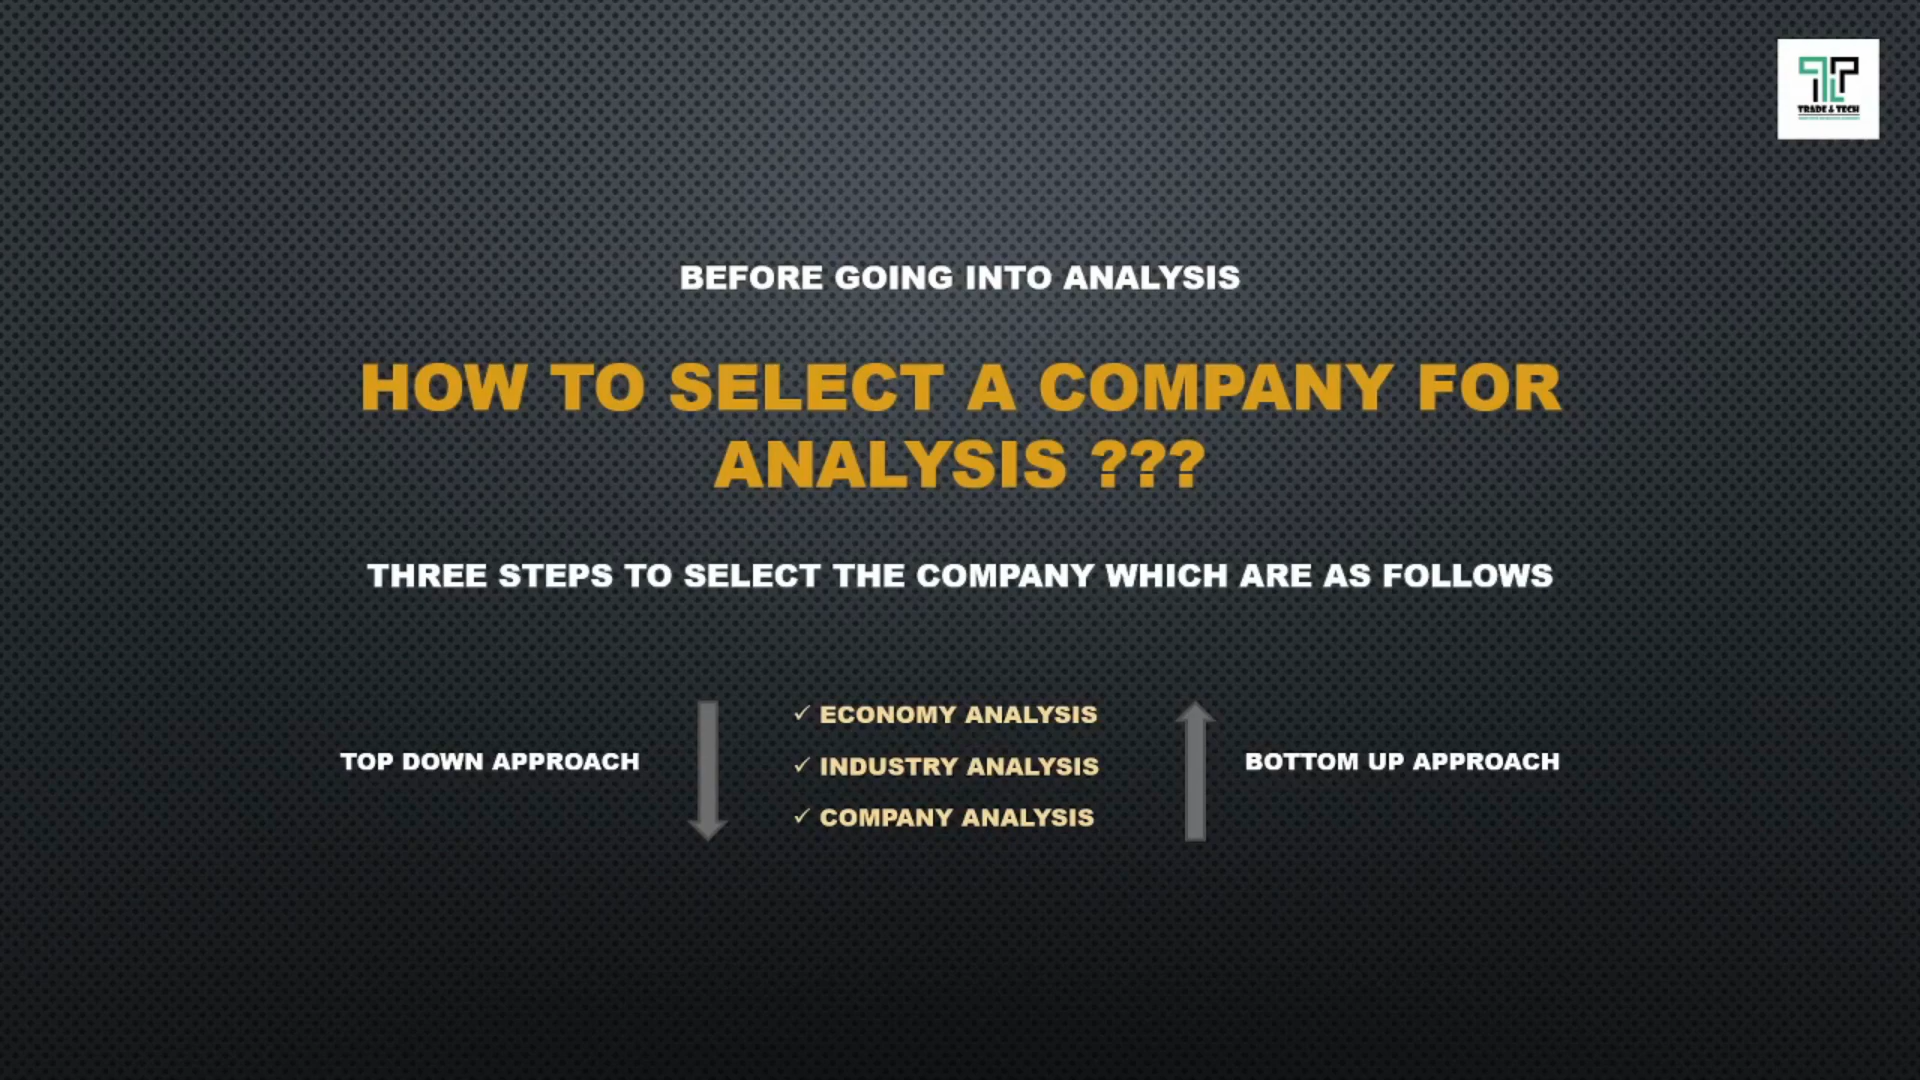 TRADE & TECH
BEFORE GOING INTO ANALYSIS
HOW TO SELECT A COMPANY FOR
ANALYSIS ???
THREE STEPS TO SELECT THE COMPANY WHICH ARE AS FOLLOWS
✓ ECONOMY ANALYSIS
TOP DOWN APPROACH
✓ INDUSTRY ANALYSIS
BOTTOM UP APPROACH
✓ COMPANY ANALYSIS